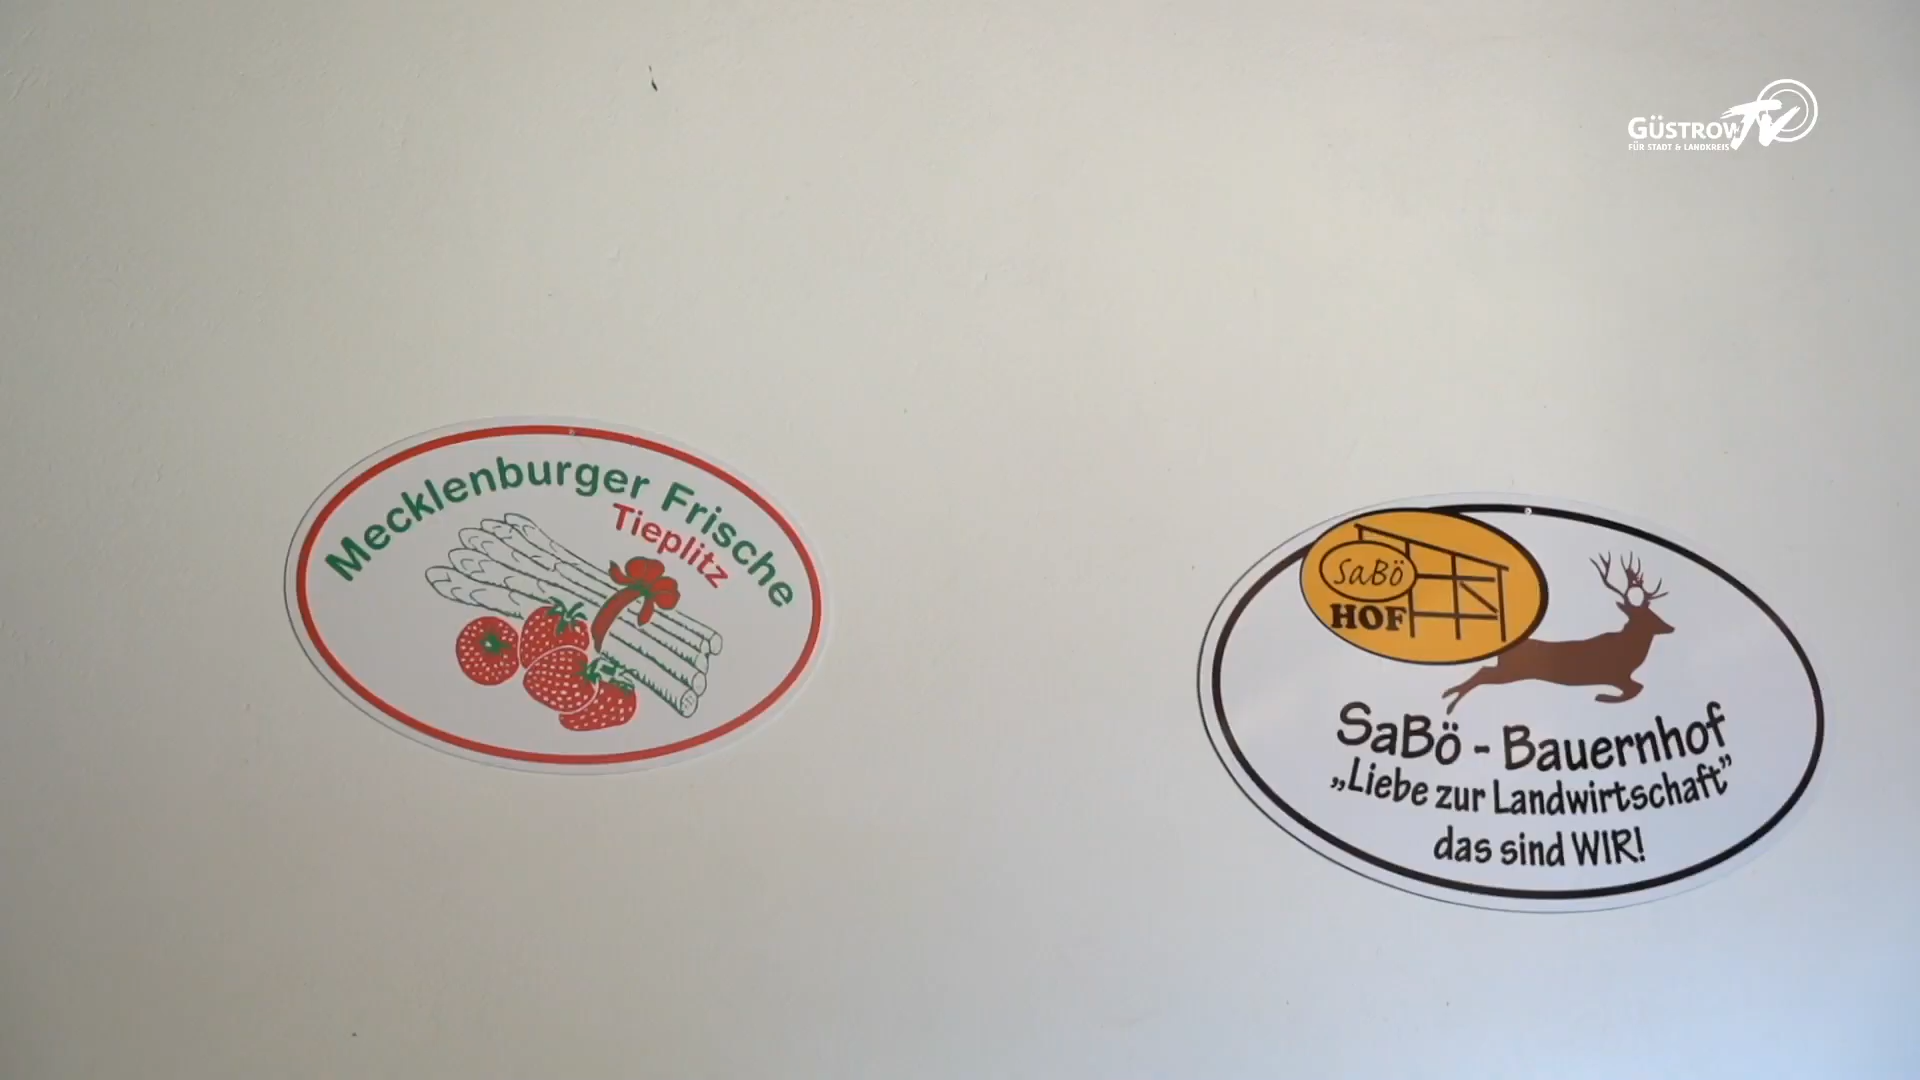 GÜSTROW TV
FÜR STADT & LANDKREIS
Mecklenburger Frische
Tieplitz
SaBö
HOF
SaBö - Bauernhof
„Liebe zur Landwirtschaft”
das sind WIR!